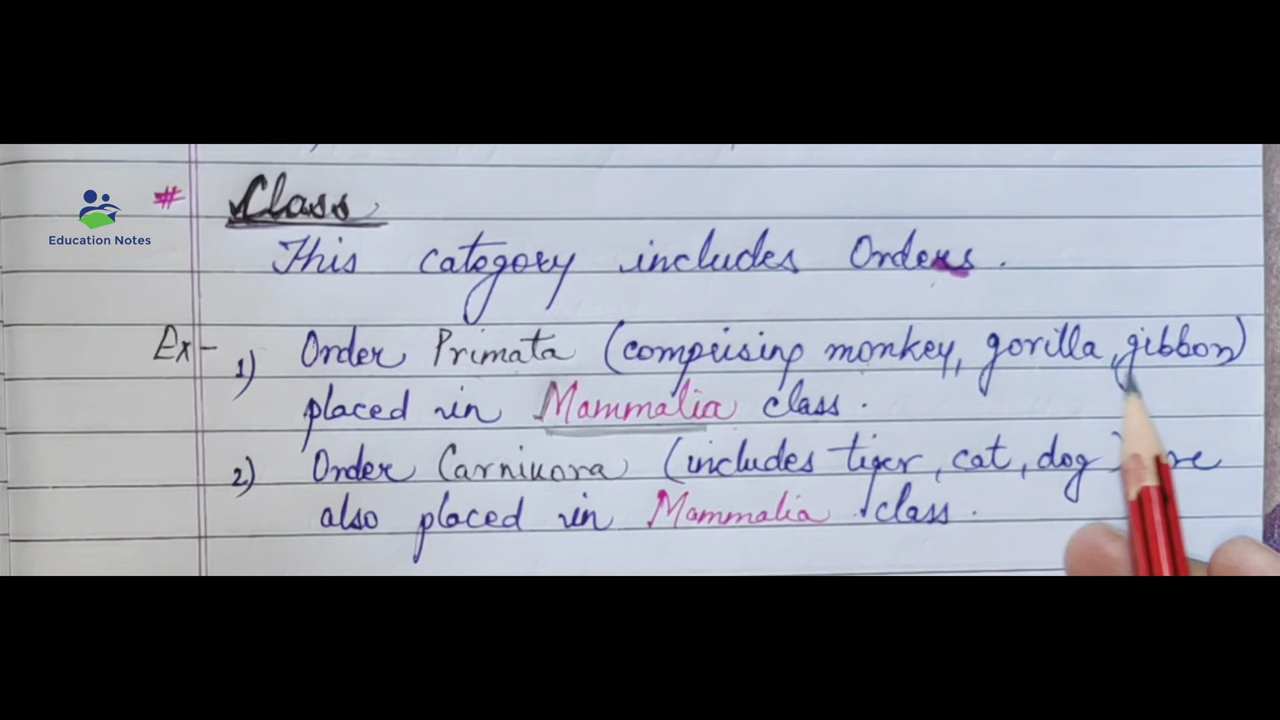 # Class
Education Notes
This category includes Orders.
Ex- 1) Order Primata (comprising monkey, gorilla, gibbon)
placed in Mammalia class.
2) Order Carnivora (includes tiger, cat, dog)
also placed in Mammalia class.